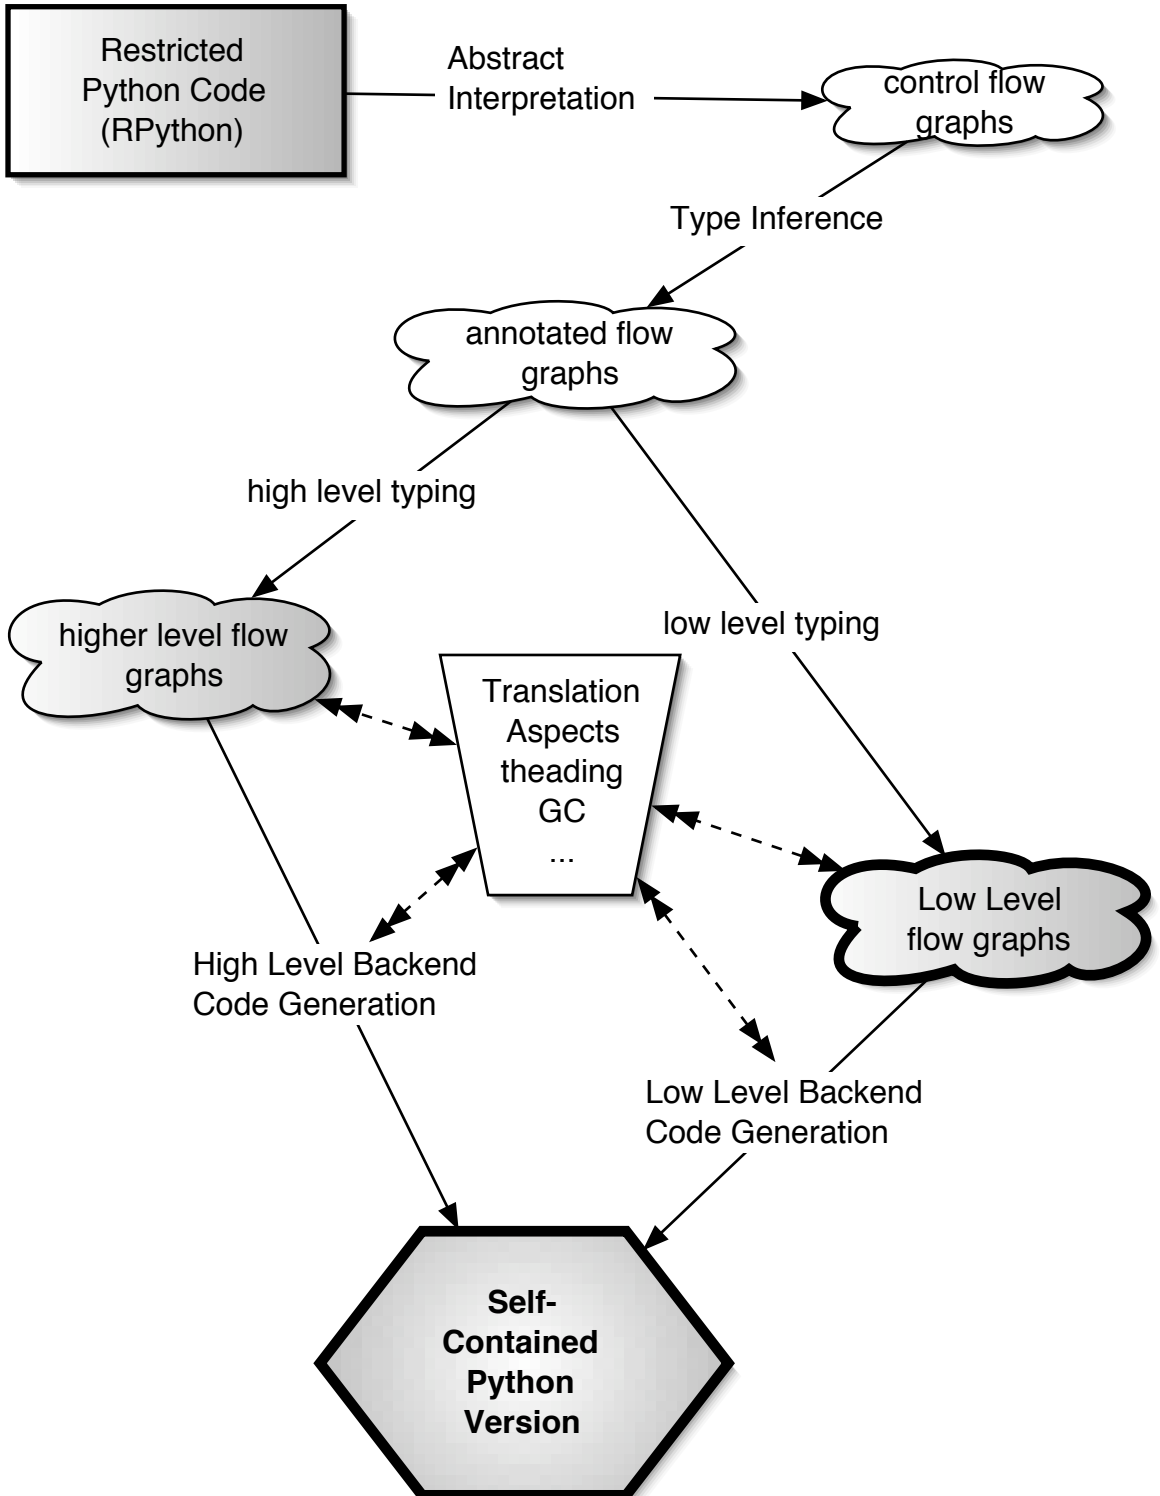 Restricted
Python Code
(RPython)
Abstract
Interpretation
control flow
graphs
Type Inference
annotated flow
graphs
high level typing
low level typing
higher level flow
graphs
Translation
Aspects
theading
GC
...
Low Level
flow graphs
High Level Backend
Code Generation
Low Level Backend
Code Generation
Self-
Contained
Python
Version